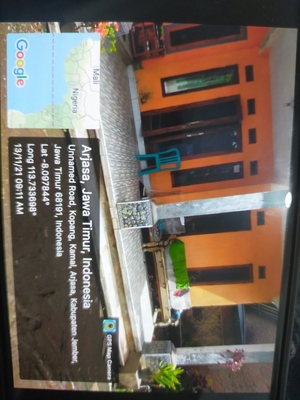 GPS Map Camera
Arjasa, Jawa Timur, Indonesia
Unnamed Road, Kopang, Kamal, Arjasa, Kabupaten Jember,
Jawa Timur 68191, Indonesia
Lat -8.097844°
Long 113.733698°
13/11/21 09:11 AM
Mali
Nigeria
Google